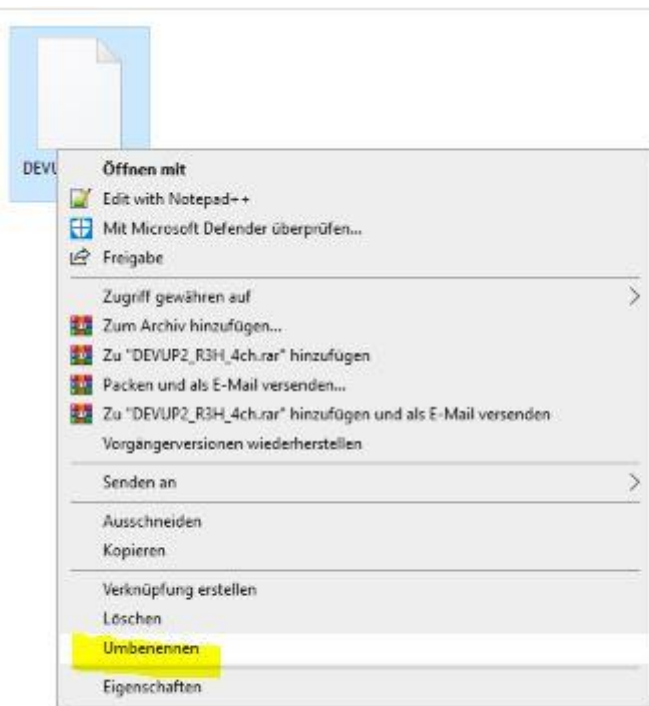 DEVU
Öffnen mit
Edit with Notepad++
Mit Microsoft Defender überprüfen...
Freigabe
Zugriff gewähren auf
Zum Archiv hinzufügen...
Zu "DEVUP2_R3H_4ch.rar" hinzufügen
Packen und als E-Mail versenden...
Zu "DEVUP2_R3H_4ch.rar" hinzufügen und als E-Mail versenden
Vorgängerversionen wiederherstellen
Senden an
Ausschneiden
Kopieren
Verknüpfung erstellen
Löschen
Umbenennen
Eigenschaften